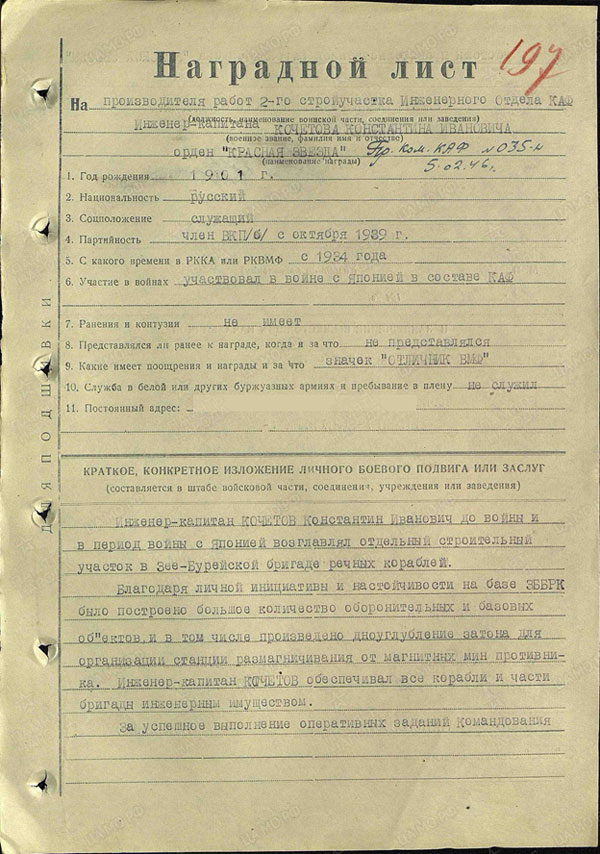 197
Наградной лист
На производителя работ 2-го стройучастка Инженерного Отдела КАФ
(должность, наименование воинской части, соединения или заведения)
Инженер-капитана КОЧЕТОВА КОНСТАНТИНА ИВАНОВИЧА
(военное звание, фамилия имя и отчество)
орден "КРАСНАЯ ЗВЕЗДА" Пр. ком. КАФ №035-н
(наименование награды) 5.02.46г.
1. Год рождения 1901 г.
2. Национальность русский
3. Соцположение служащий
4. Партийность член ВКП/б/ с октября 1939 г.
5. С какого времени в РККА или РКВМФ с 1934 года
6. Участие в войнах участвовал в войне с Японией в составе КАФ
7. Ранения и контузии не имеет
8. Представлялся ли ранее к награде, когда и за что не представлялся
9. Какие имеет поощрения и награды и за что значок "ОТЛИЧНИК ВМФ"
10. Служба в белой или других буржуазных армиях и пребывание в плену не служил
11. Постоянный адрес:
ДЛЯ ПОДШИВКИ
КРАТКОЕ, КОНКРЕТНОЕ ИЗЛОЖЕНИЕ ЛИЧНОГО БОЕВОГО ПОДВИГА ИЛИ ЗАСЛУГ
(составляется в штабе войсковой части, соединения, учреждения или заведения)
Инженер-капитан КОЧЕТОВ Константин Иванович до войны и
в период войны с Японией возглавлял отдельный строительный
участок в Зее-Бурейской бригаде речных кораблей.
Благодаря личной инициативы и настойчивости на базе ЗББРК
было построено большое количество оборонительных и базовых
об"ектов, и в том числе произведено дноуглубление затона для
организации станции размагничивания от магнитных мин противни-
ка. Инженер-капитан КОЧЕТОВ обеспечивал все корабли и части
бригады инженерным имуществом.
За успешное выполнение оперативных заданий Командования